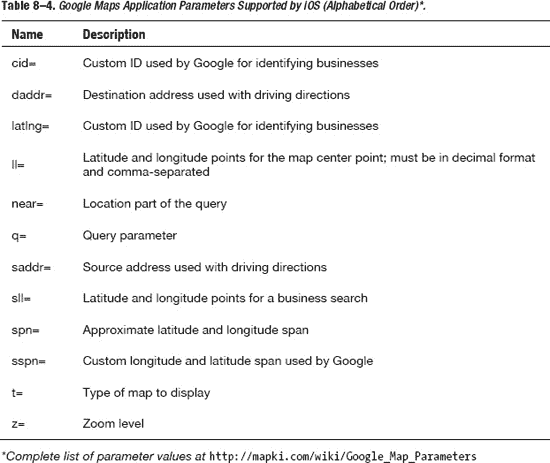 Table 8–4. Google Maps Application Parameters Supported by iOS (Alphabetical Order)*.
Name Description
cid= Custom ID used by Google for identifying businesses
daddr= Destination address used with driving directions
latlng= Custom ID used by Google for identifying businesses
ll= Latitude and longitude points for the map center point; must be in decimal format
and comma-separated
near= Location part of the query
q= Query parameter
saddr= Source address used with driving directions
sll= Latitude and longitude points for a business search
spn= Approximate latitude and longitude span
sspn= Custom longitude and latitude span used by Google
t= Type of map to display
z= Zoom level
*Complete list of parameter values at http://mapki.com/wiki/Google_Map_Parameters